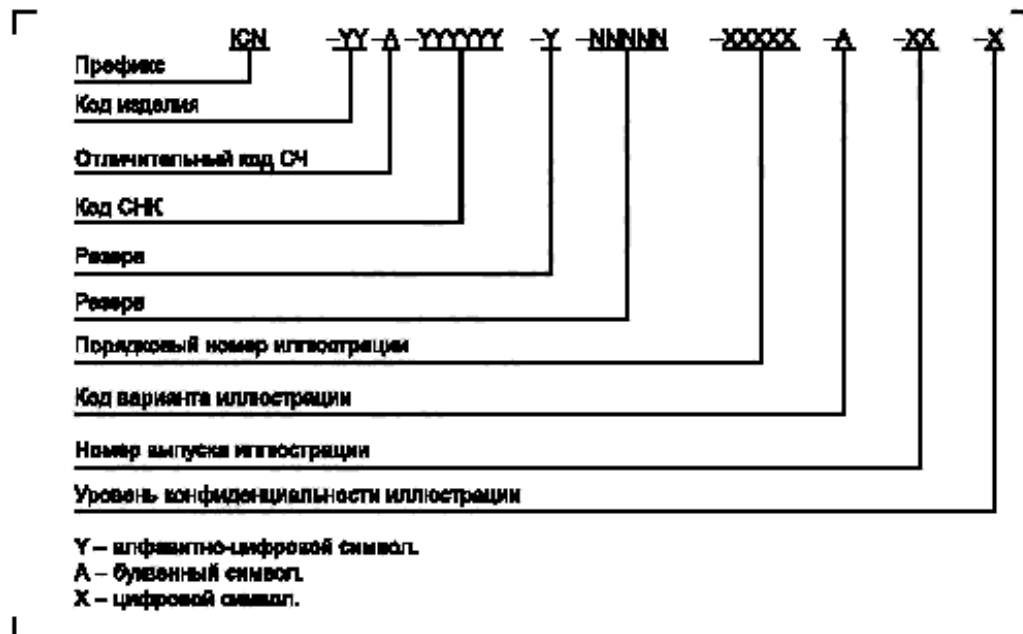 ICN –YY –A –YYYYYY –Y –NNNNN –XXXXX –A –XX –X
Префикс
Код изделия
Отличительный код СЧ
Код СНК
Резерв
Резерв
Порядковый номер иллюстрации
Код варианта иллюстрации
Номер выпуска иллюстрации
Уровень конфиденциальности иллюстрации
Y – алфавитно-цифровой символ.
А – буквенный символ.
X – цифровой символ.